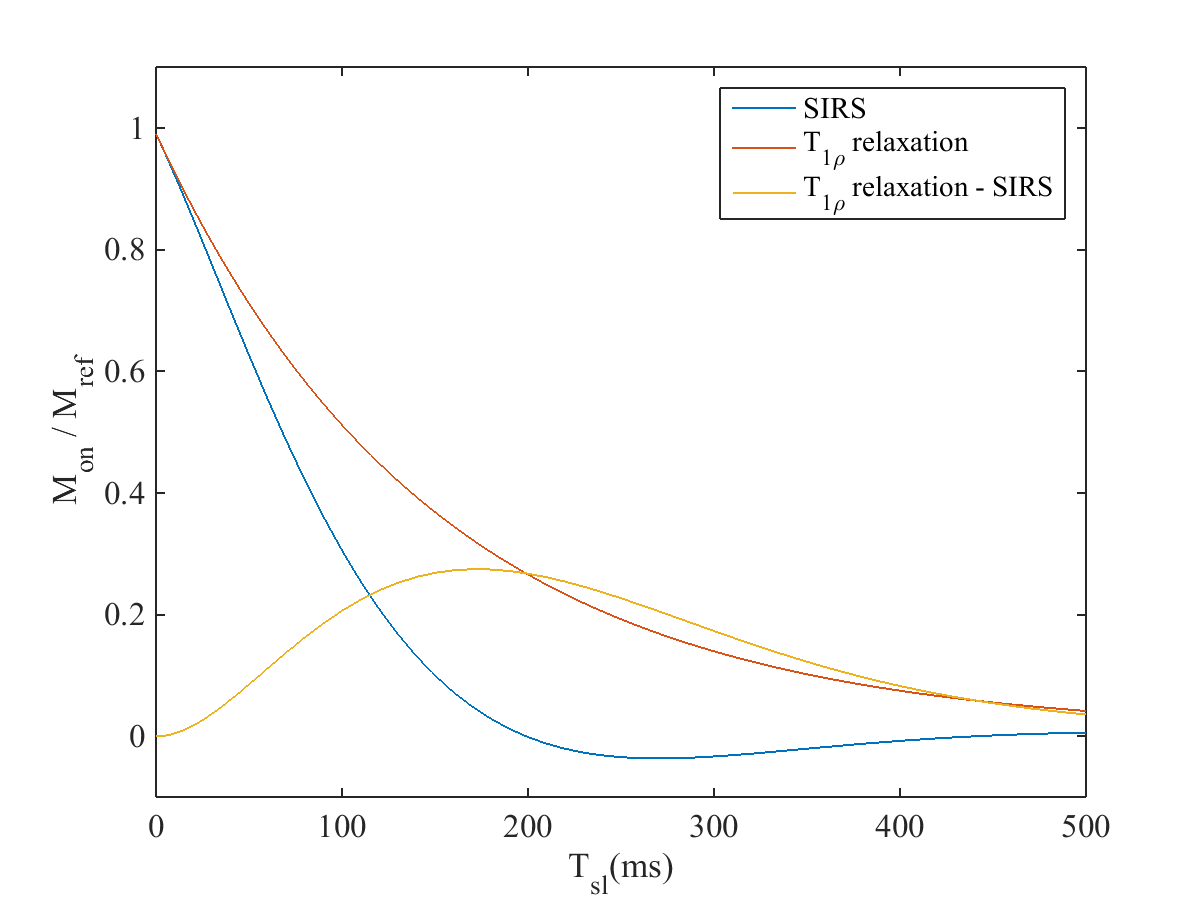 SIRS
T1ρ relaxation
T1ρ relaxation - SIRS
1
0.8
0.6
0.4
0.2
0
Mon / Mref
0 100 200 300 400 500
Tsl(ms)